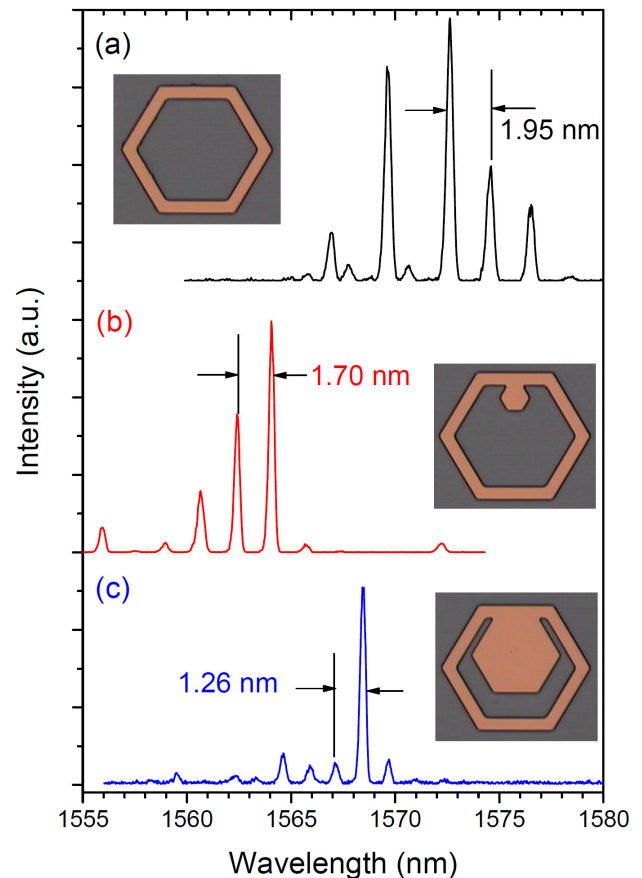 (a)
1.95 nm
(b)
1.70 nm
(c)
1.26 nm
Intensity (a.u.)
1555 1560 1565 1570 1575 1580
Wavelength (nm)